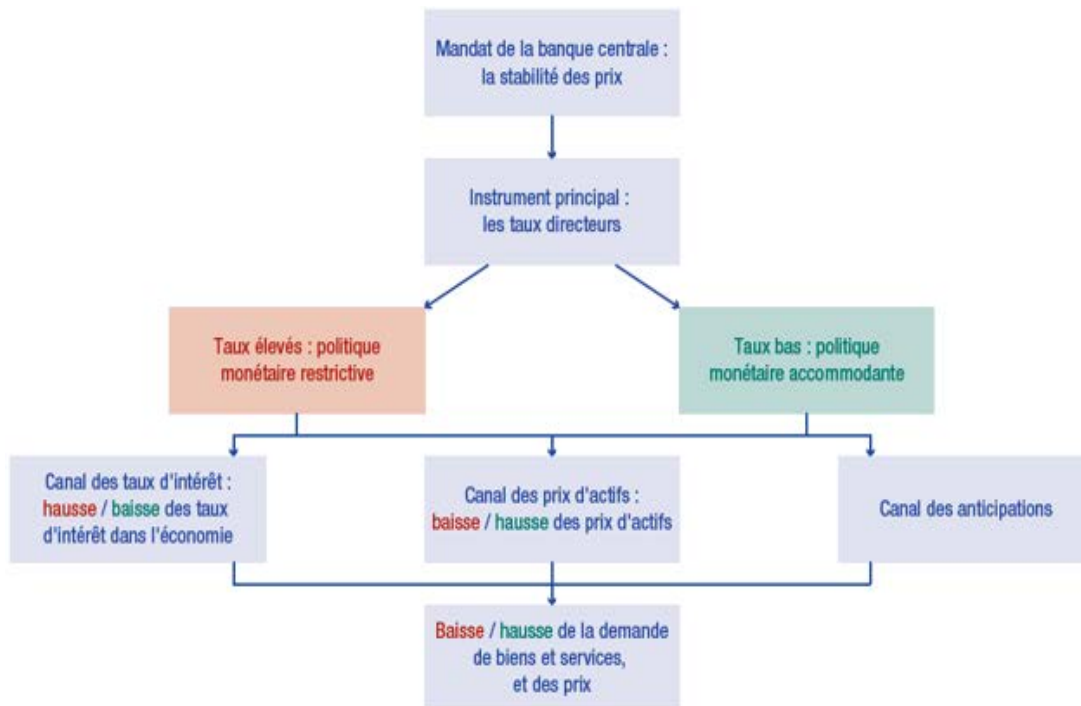 Mandat de la banque centrale :
la stabilité des prix
Instrument principal :
les taux directeurs
Taux élevés : politique
monétaire restrictive
Taux bas : politique
monétaire accommodante
Canal des taux d'intérêt :
hausse / baisse des taux
d'intérêt dans l'économie
Canal des prix d'actifs :
baisse / hausse des prix d'actifs
Canal des anticipations
Baisse / hausse de la demande
de biens et services,
et des prix